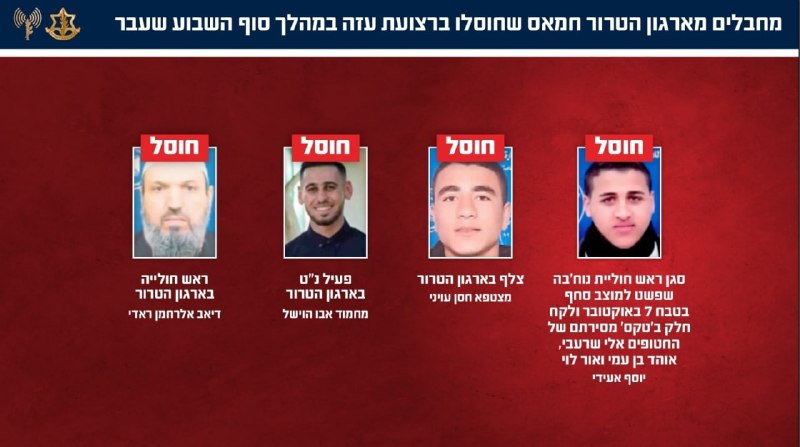 מחבלים מארגון הטרור חמאס שחוסלו ברצועת עזה במהלך סוף השבוע שעבר
חוסל
סגן ראש חוליית נוח'בה
שפשט למוצב סחף
בטבח 7 באוקטובר ולקח
חלק ב'טקס' מסירתם של
החטופים אלי שרעבי,
אוהד בן עמי ואור לוי
יוסף אעידי
חוסל
צלף בארגון הטרור
מצטפא חסן עויני
חוסל
פעיל נ"ט
בארגון הטרור
מחמוד אבו הוישל
חוסל
ראש חולייה
בארגון הטרור
דיאב אלרחמן ראדי